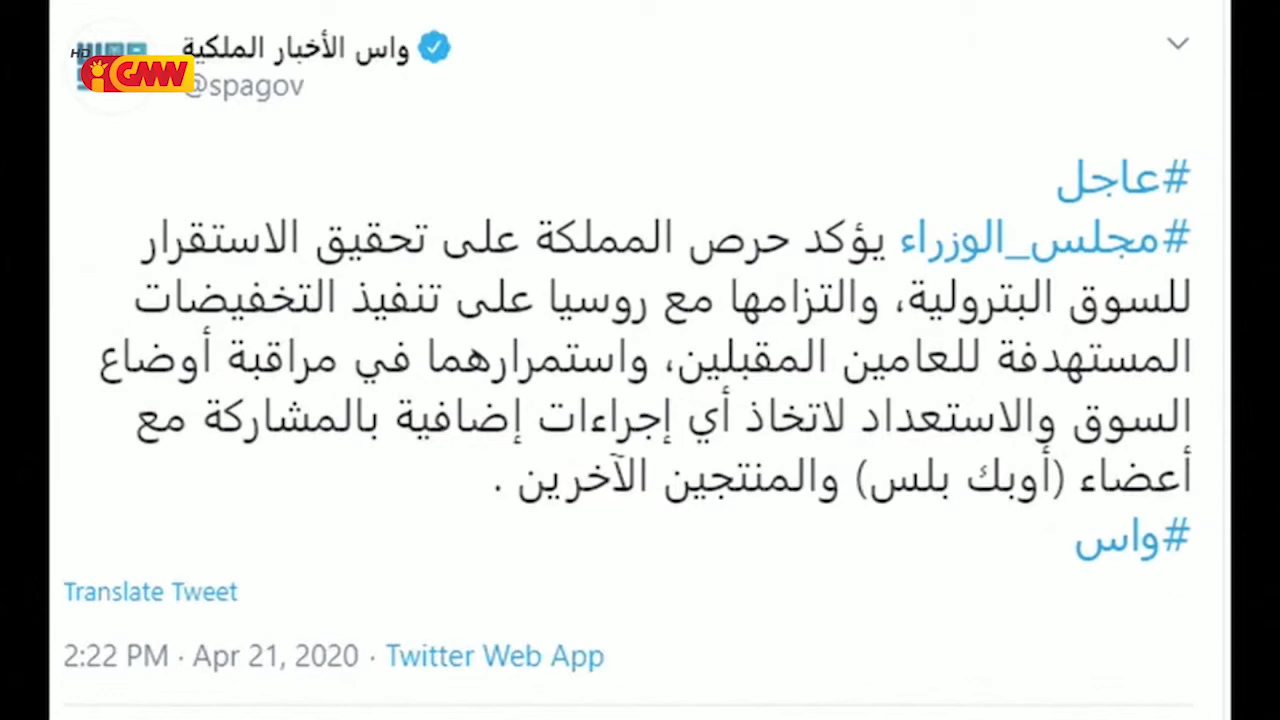 واس الأخبار الملكية
HD
GNN
@spagov
#عاجل
#مجلس_الوزراء يؤكد حرص المملكة على تحقيق الاستقرار
للسوق البترولية، والتزامها مع روسيا على تنفيذ التخفيضات
المستهدفة للعامين المقبلين، واستمرارهما في مراقبة أوضاع
السوق والاستعداد لاتخاذ أي إجراءات إضافية بالمشاركة مع
أعضاء (أوبك بلس) والمنتجين الآخرين .
#واس
Translate Tweet
2:22 PM · Apr 21, 2020 · Twitter Web App